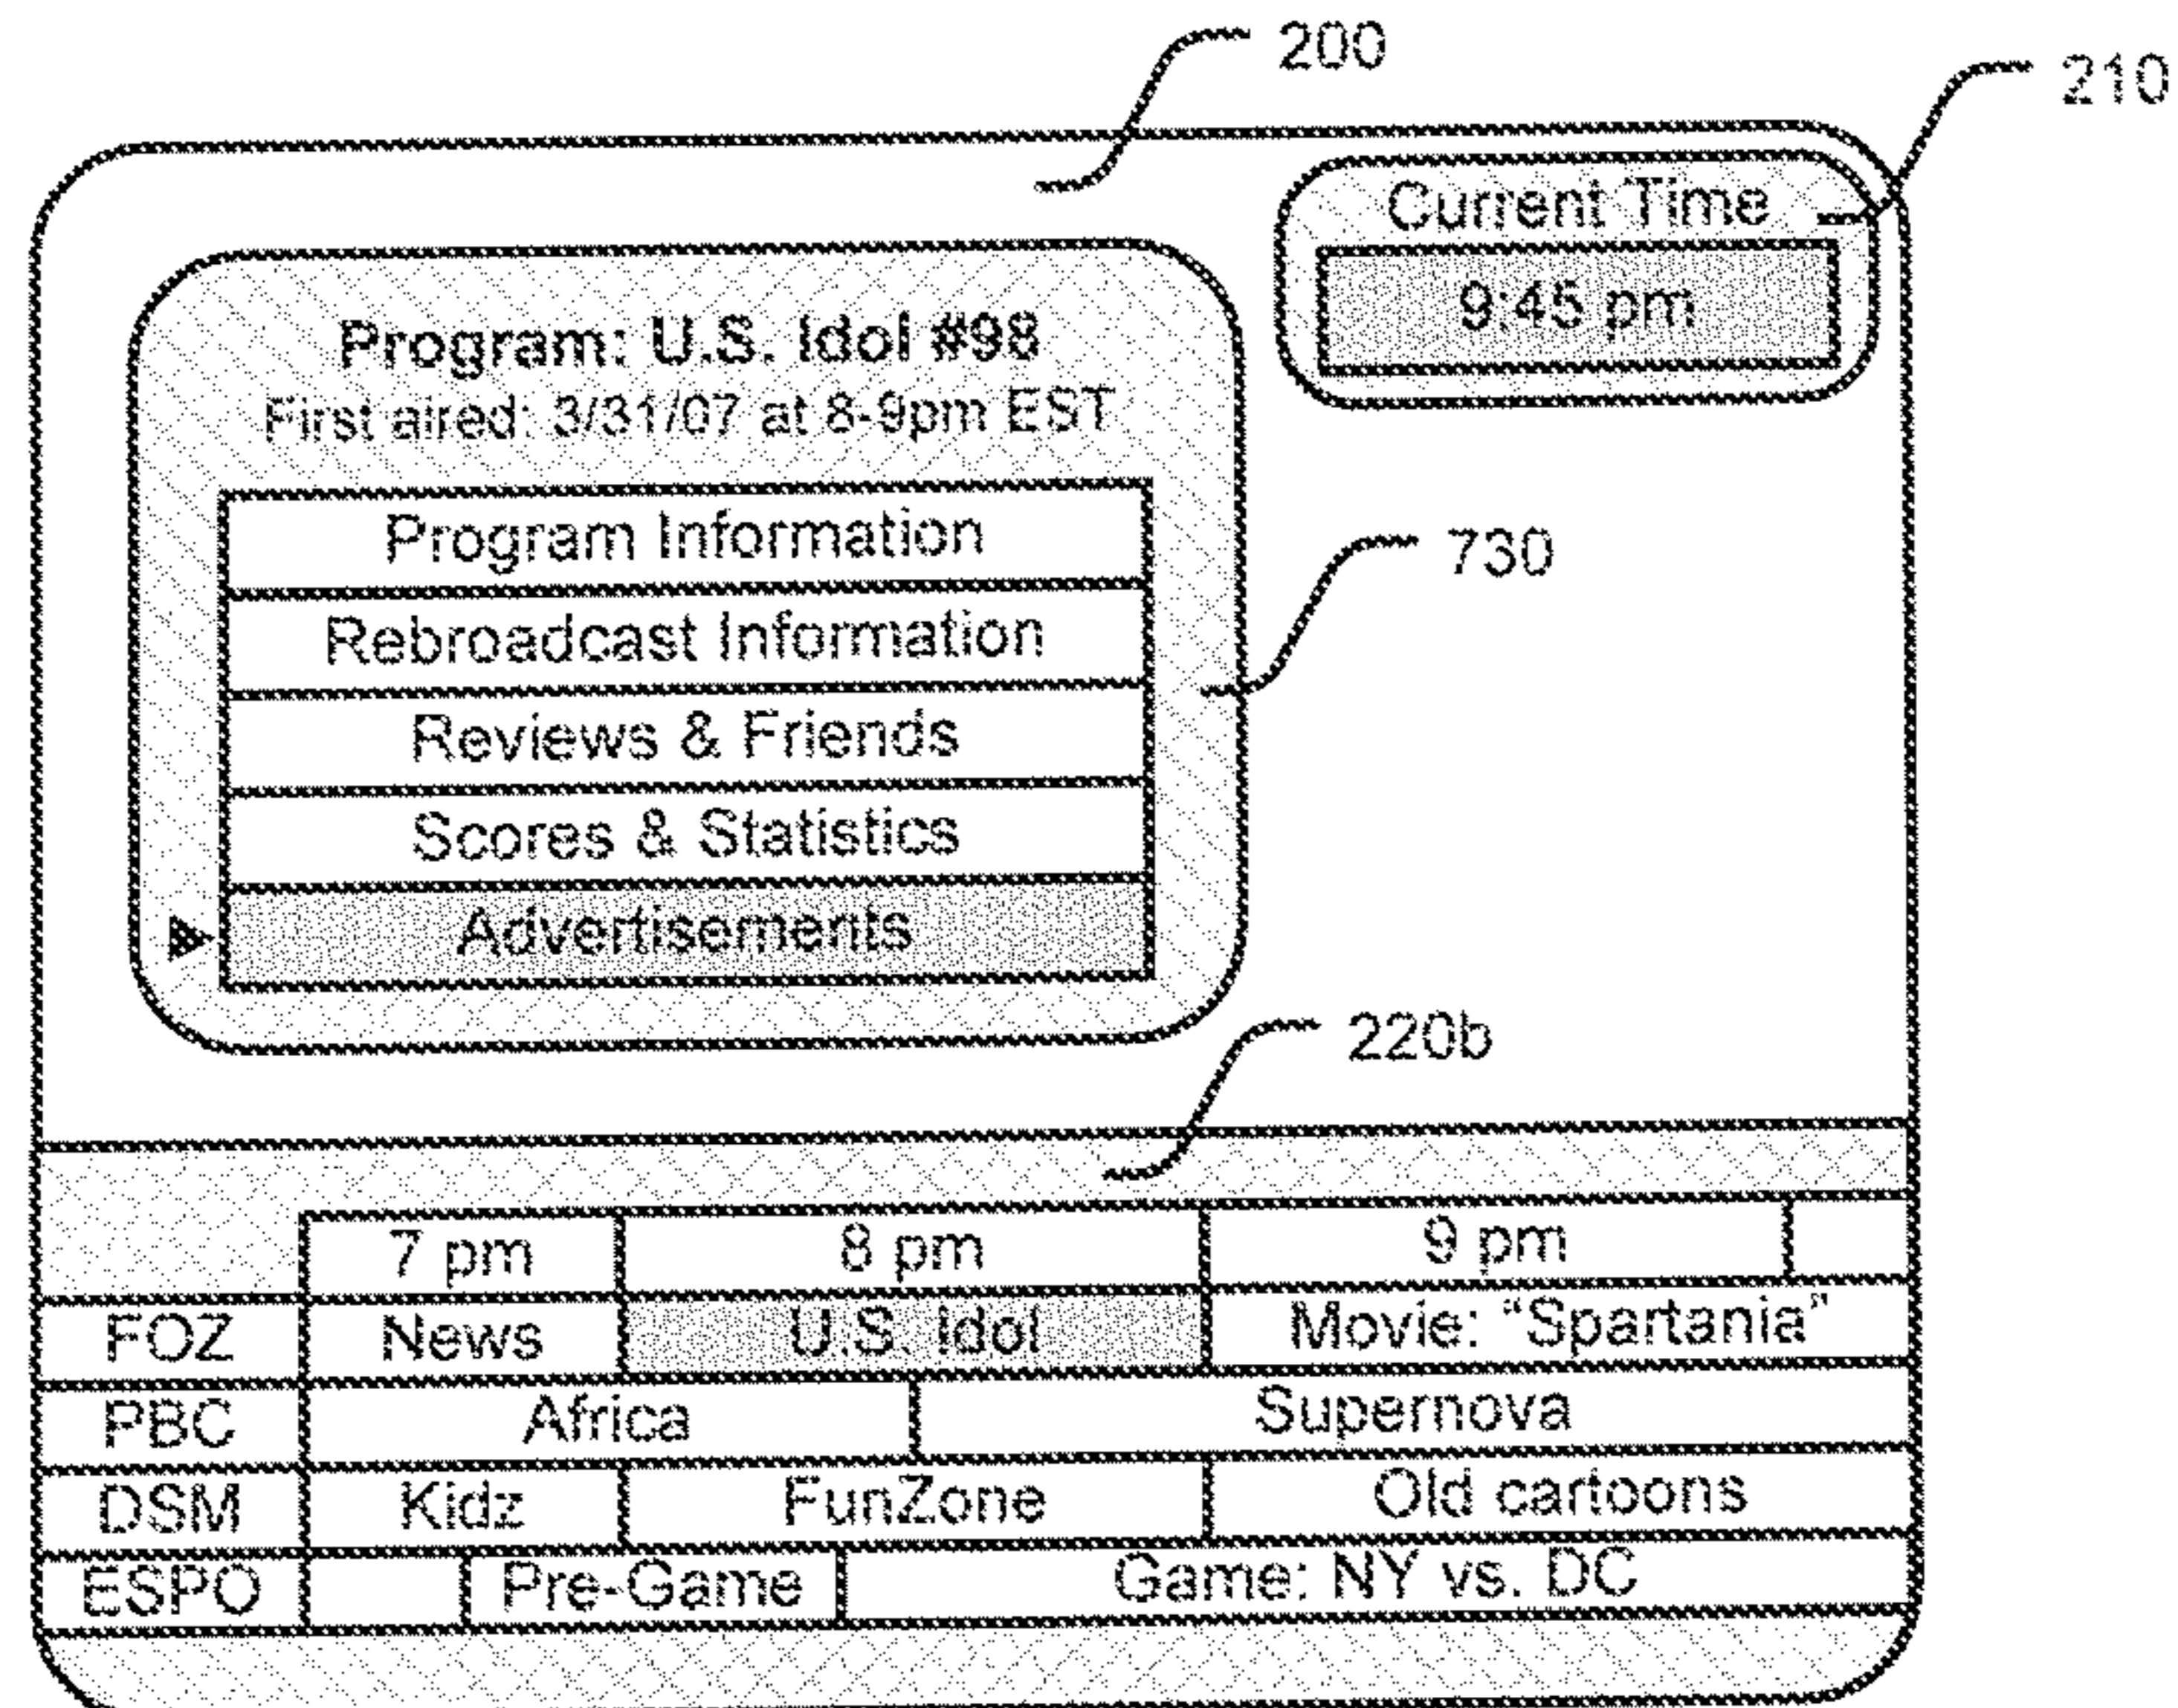 200
210
Current Time
9:45 pm
Program: U.S. Idol #98
First aired: 3/31/07 at 8-9pm EST
Program Information
730
Rebroadcast Information
Reviews & Friends
Scores & Statistics
Advertisements
220b
7 pm 8 pm 9 pm
FOZ News U.S. Idol Movie: “Spartania”
PBC Africa Supernova
DSM Kidz FunZone Old cartoons
ESPO Pre-Game Game: NY vs. DC